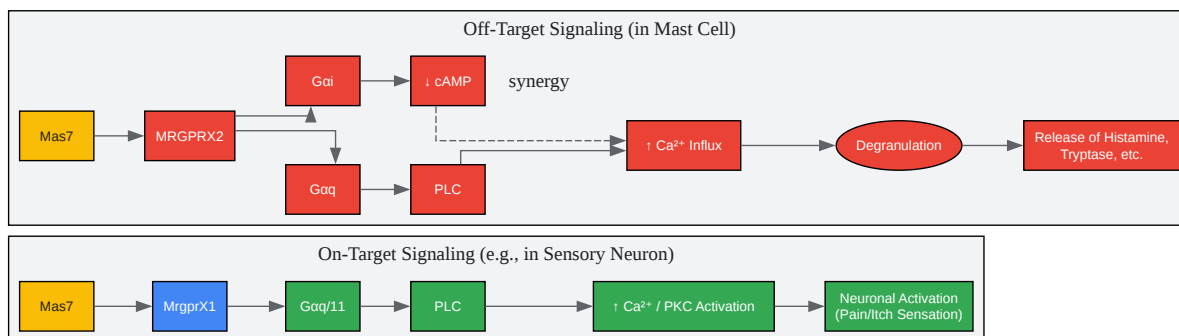 Off-Target Signaling (in Mast Cell)
Gαi
↓ cAMP
synergy
Mas7
MRGPRX2
↑ Ca²⁺ Influx
Degranulation
Release of Histamine,
Tryptase, etc.
Gαq
PLC
On-Target Signaling (e.g., in Sensory Neuron)
Mas7
MrgprX1
Gαq/11
PLC
↑ Ca²⁺ / PKC Activation
Neuronal Activation
(Pain/Itch Sensation)